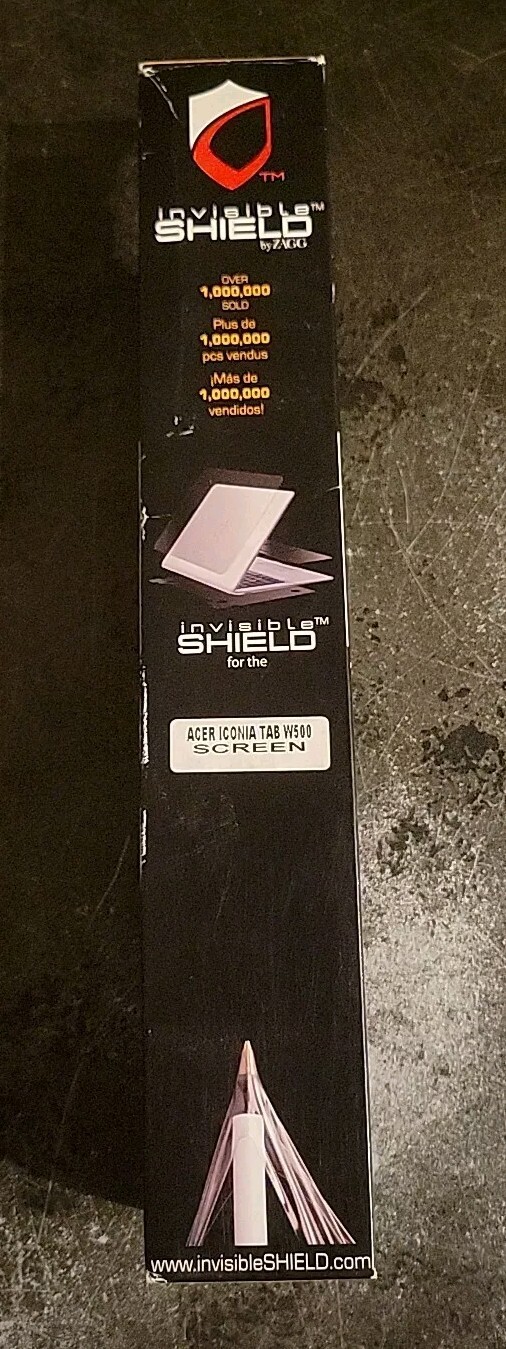 TM
invisible™
SHIELD
by ZAGG
OVER
1,000,000
SOLD
Plus de
1,000,000
pcs vendus
¡Más de
1,000,000
vendidos!
invisible™
SHIELD
for the
ACER ICONIA TAB W500
SCREEN
www.invisibleSHIELD.com